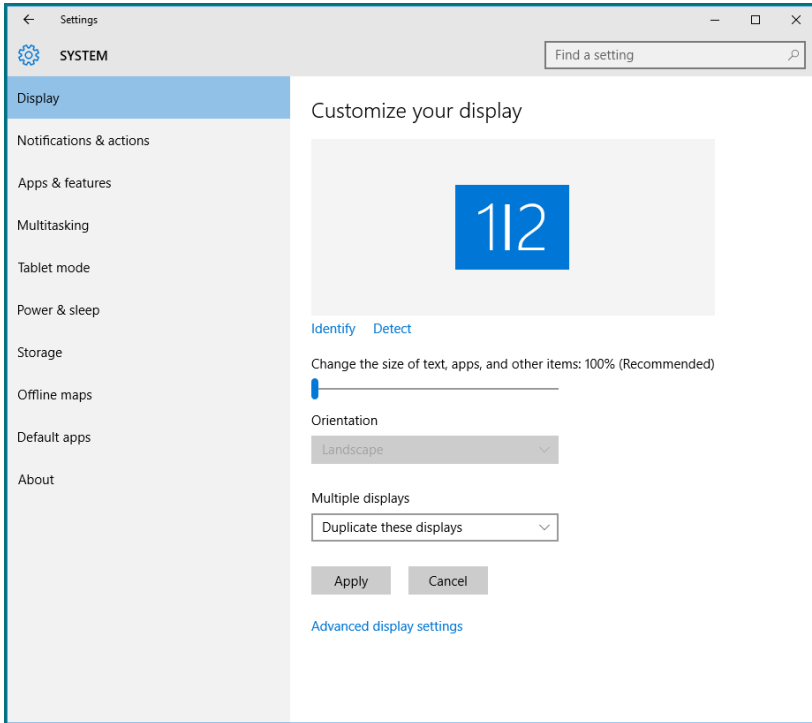 Settings
SYSTEM
Find a setting
Display
Notifications & actions
Apps & features
Multitasking
Tablet mode
Power & sleep
Storage
Offline maps
Default apps
About
Customize your display
1|2
Identify Detect
Change the size of text, apps, and other items: 100% (Recommended)
Orientation
Landscape
Multiple displays
Duplicate these displays
Apply Cancel
Advanced display settings